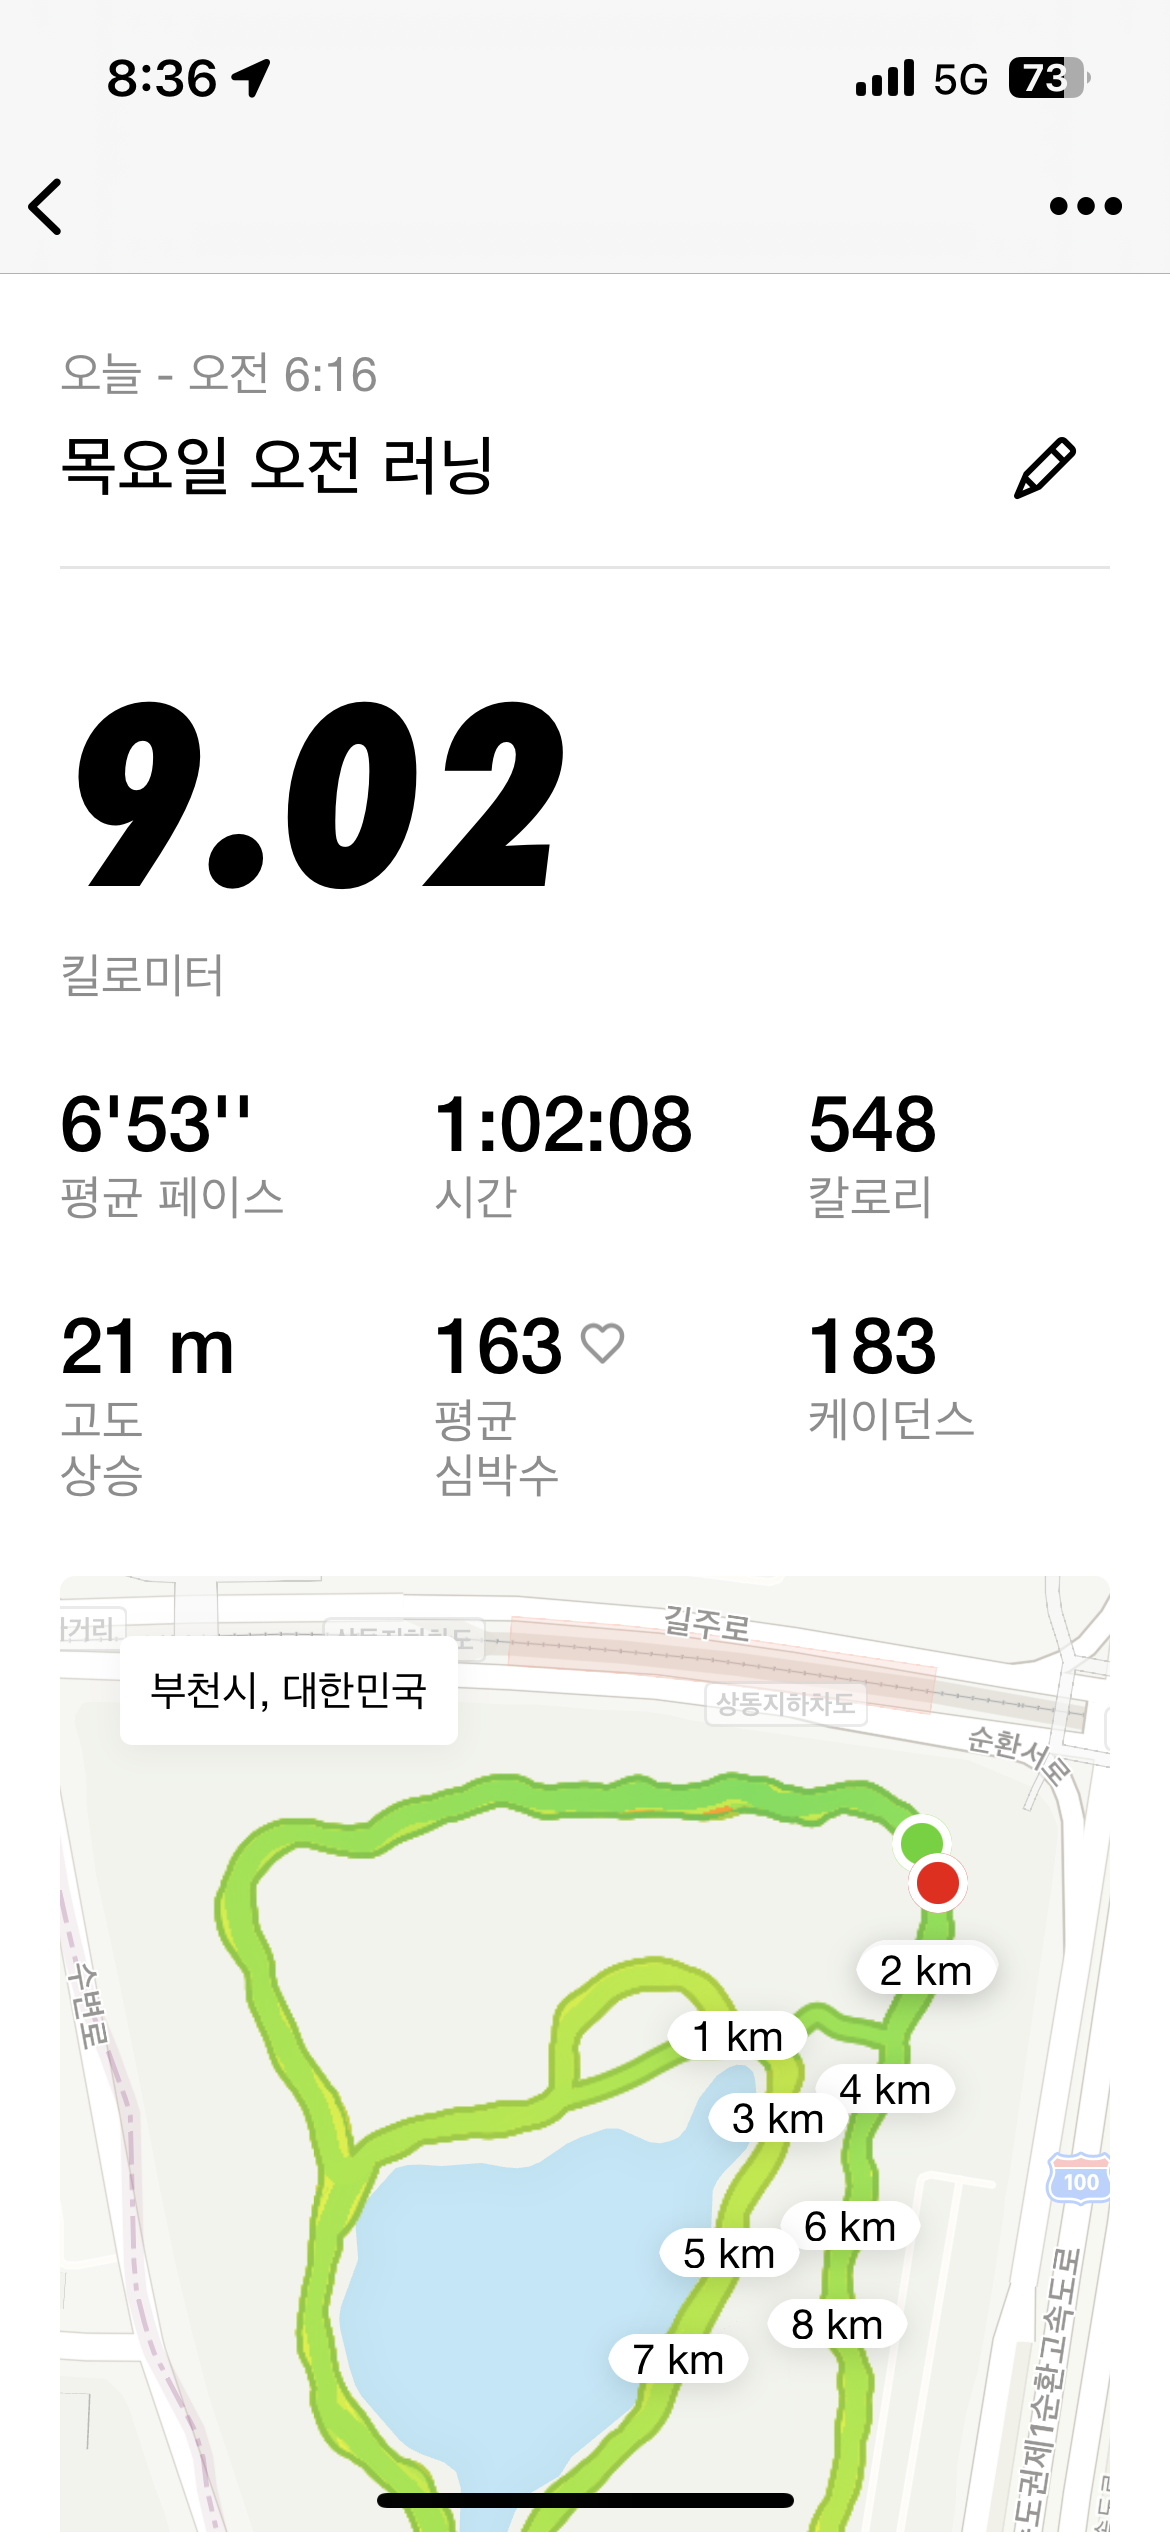 8:36
5G 73
오늘 - 오전 6:16
목요일 오전 러닝
9.02
킬로미터
6'53'' 1:02:08 548
평균 페이스 시간 칼로리
21 m 163 183
고도 평균 케이던스
상승 심박수
길주로
부천시, 대한민국
상동지하차도
순환서로
수변로
2 km
1 km
4 km
3 km
100
6 km
5 km
8 km
7 km
도권제1순환고속도로